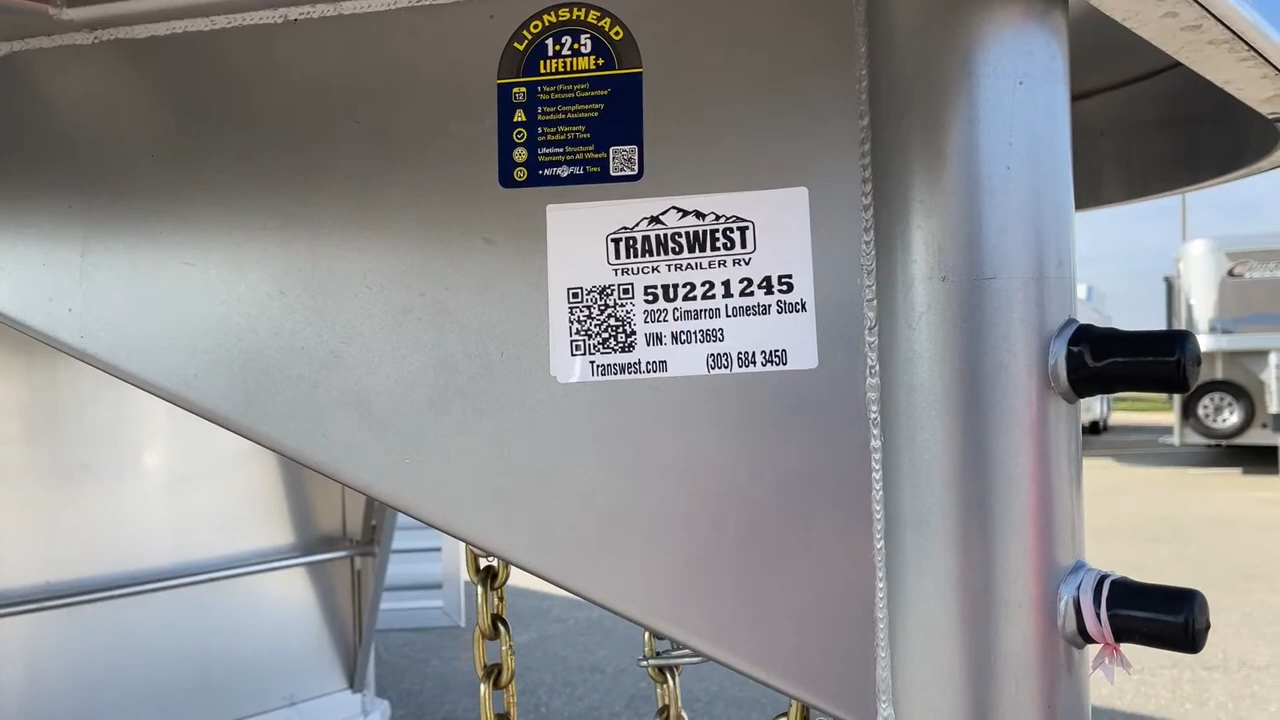 LIONSHEAD
1•2•5
LIFETIME+
12
1 Year (First year)
"No Excuses Guarantee"
2 Year Complimentary
Roadside Assistance
5 Year Warranty
on Radial ST Tires
Lifetime Structural
Warranty on All Wheels
N
+NITROFILL Tires
TRANSWEST
TRUCK TRAILER RV
5U221245
2022 Cimarron Lonestar Stock
VIN: NC013693
Transwest.com (303) 684 3450